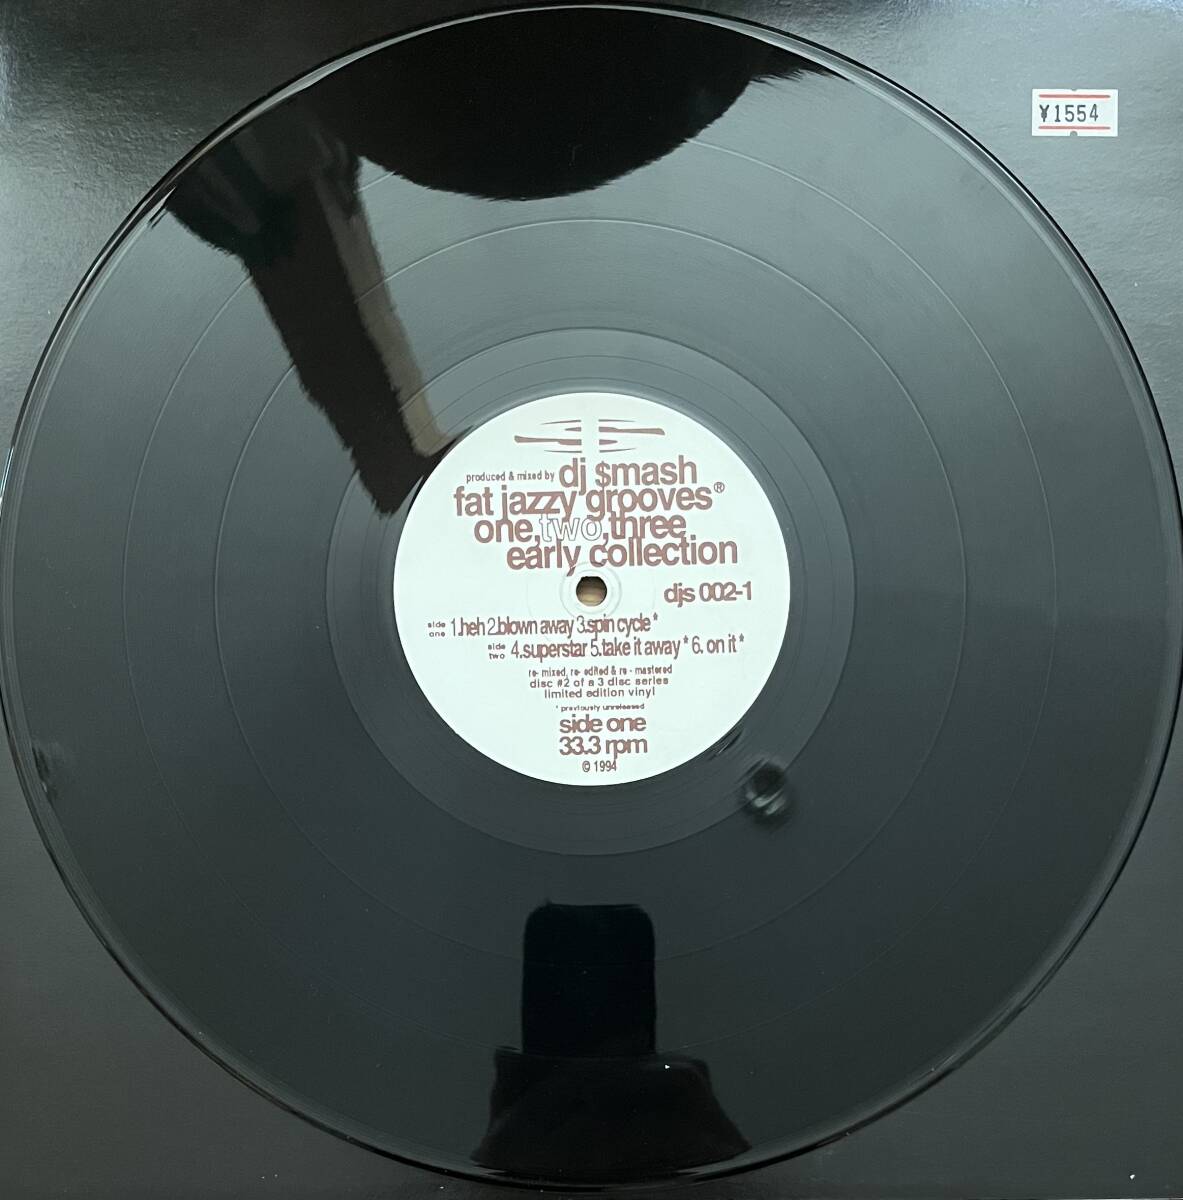 ¥1554
produced & mixed by dj $mash
fat jazzy grooves®
one,two,three
early collection
djs 002-1
side one 1.heh 2.blown away 3.spin cycle*
side two 4.superstar 5.take it away* 6. on it*
re- mixed, re- edited & re - mastered
disc #2 of a 3 disc series
limited edition vinyl
* previously unreleased
side one
33.3 rpm
© 1994